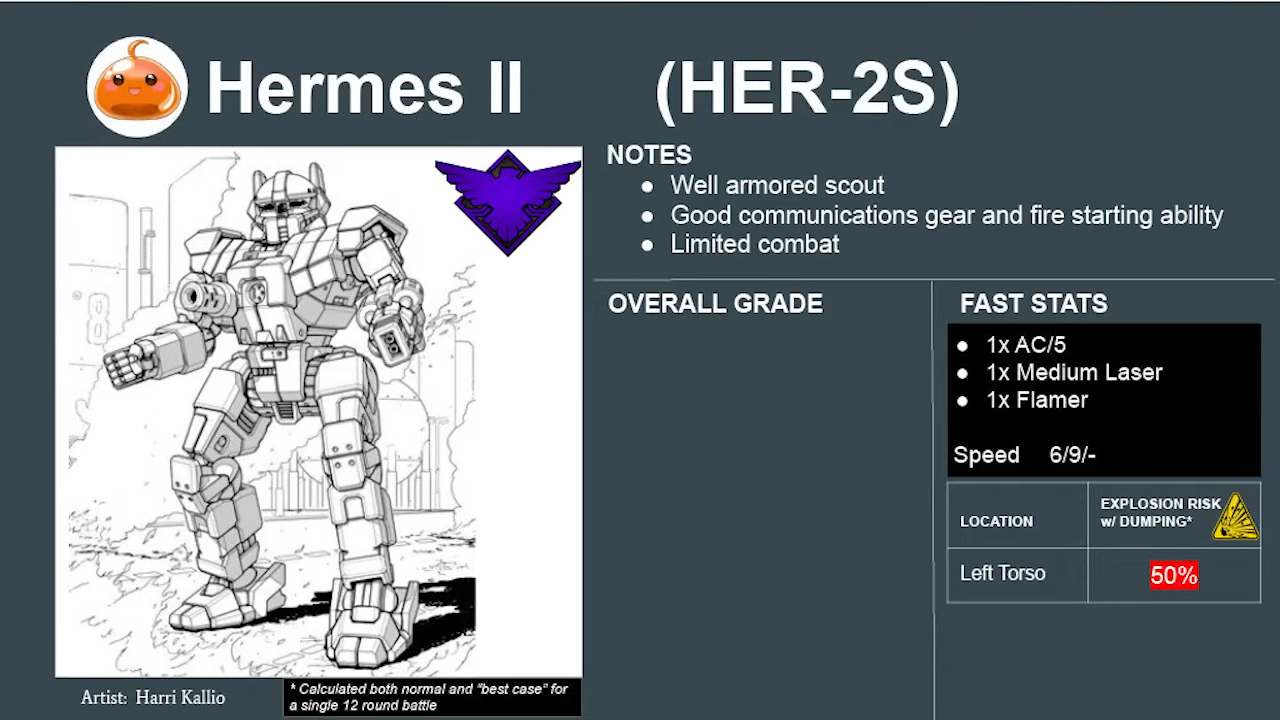 Hermes II (HER-2S)
NOTES
● Well armored scout
● Good communications gear and fire starting ability
● Limited combat
OVERALL GRADE
FAST STATS
● 1x AC/5
● 1x Medium Laser
● 1x Flamer
Speed 6/9/-
LOCATION
EXPLOSION RISK
w/ DUMPING*
Left Torso
50%
8
Artist: Harri Kallio
* Calculated both normal and "best case" for
a single 12 round battle